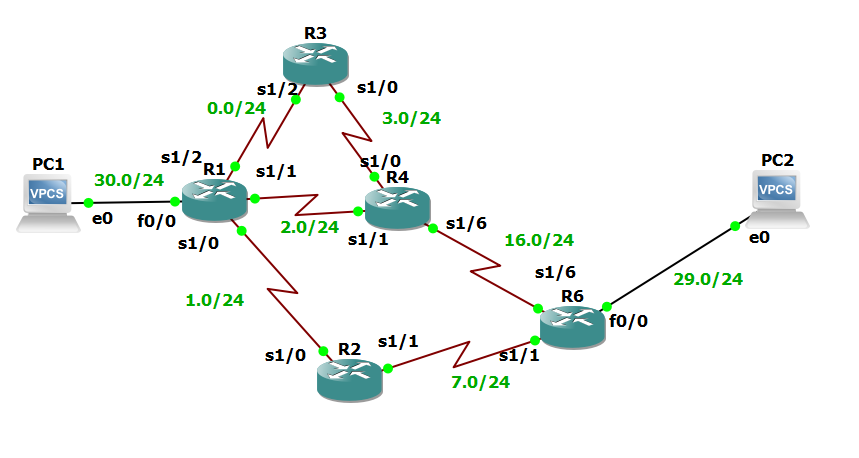 R3
s1/2
s1/0
0.0/24
3.0/24
PC1
s1/2
R1
s1/1
s1/0
R4
PC2
VPCS
30.0/24
VPCS
e0
f0/0
s1/0
2.0/24
s1/1
s1/6
16.0/24
e0
s1/6
29.0/24
1.0/24
R6
f0/0
s1/0
R2
s1/1
s1/1
7.0/24